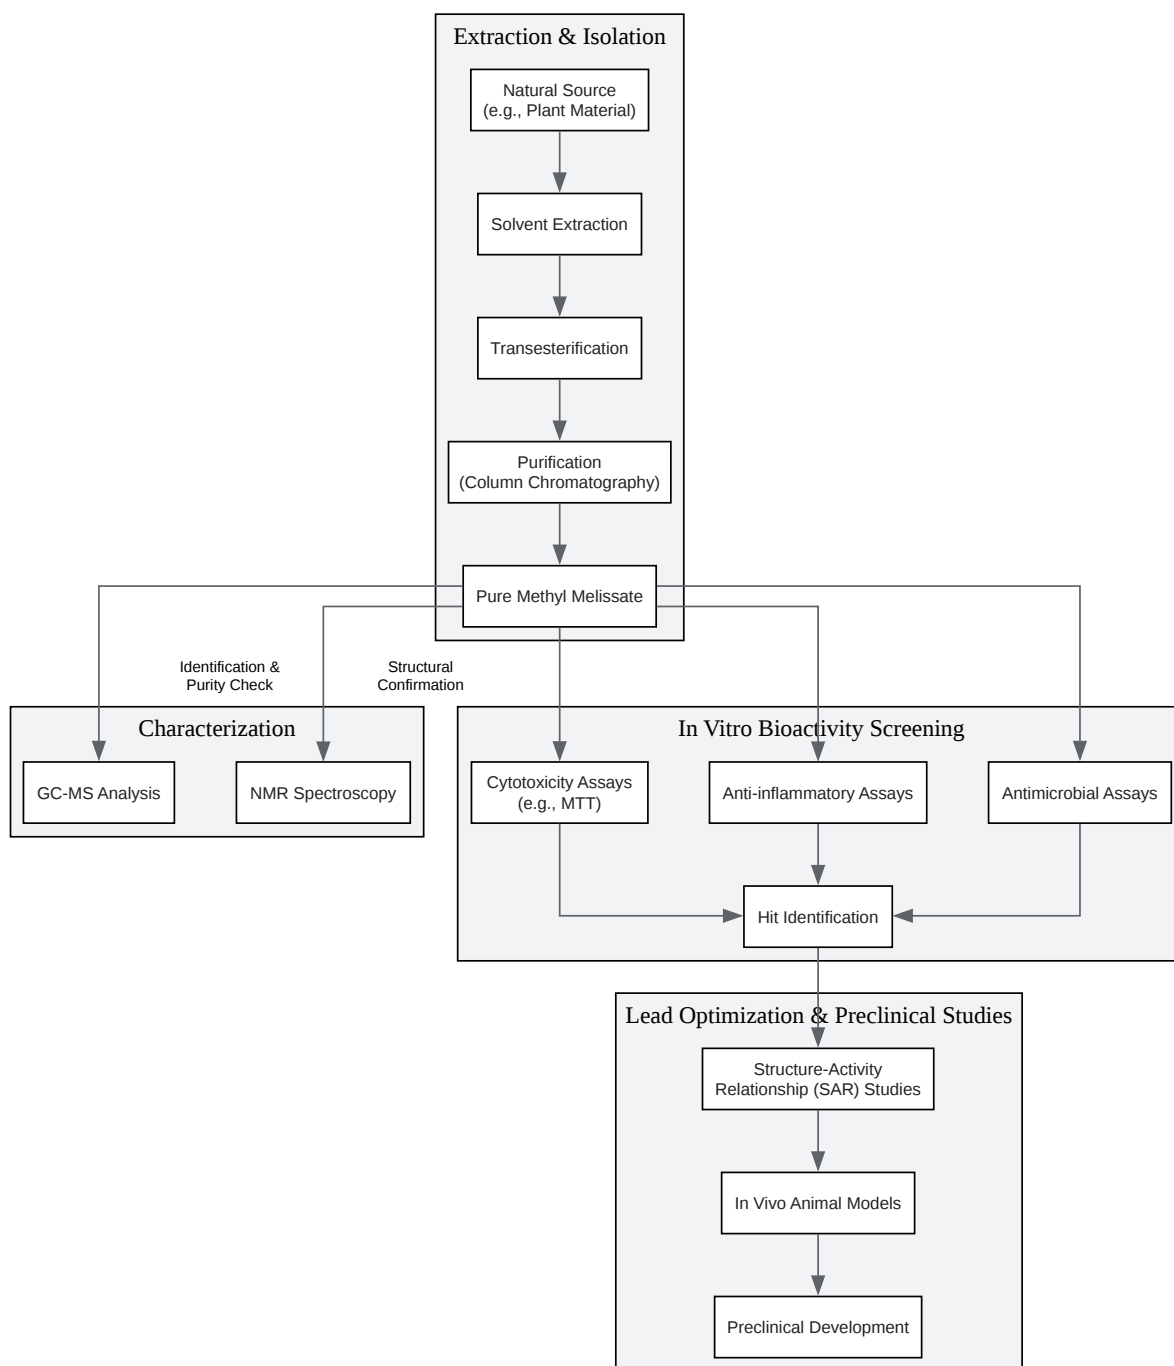 Extraction & Isolation
Natural Source
(e.g., Plant Material)
Solvent Extraction
Transesterification
Purification
(Column Chromatography)
Pure Methyl Melissate
Identification &
Purity Check
Structural
Confirmation
Characterization
GC-MS Analysis
NMR Spectroscopy
In Vitro Bioactivity Screening
Cytotoxicity Assays
(e.g., MTT)
Anti-inflammatory Assays
Antimicrobial Assays
Hit Identification
Lead Optimization & Preclinical Studies
Structure-Activity
Relationship (SAR) Studies
In Vivo Animal Models
Preclinical Development